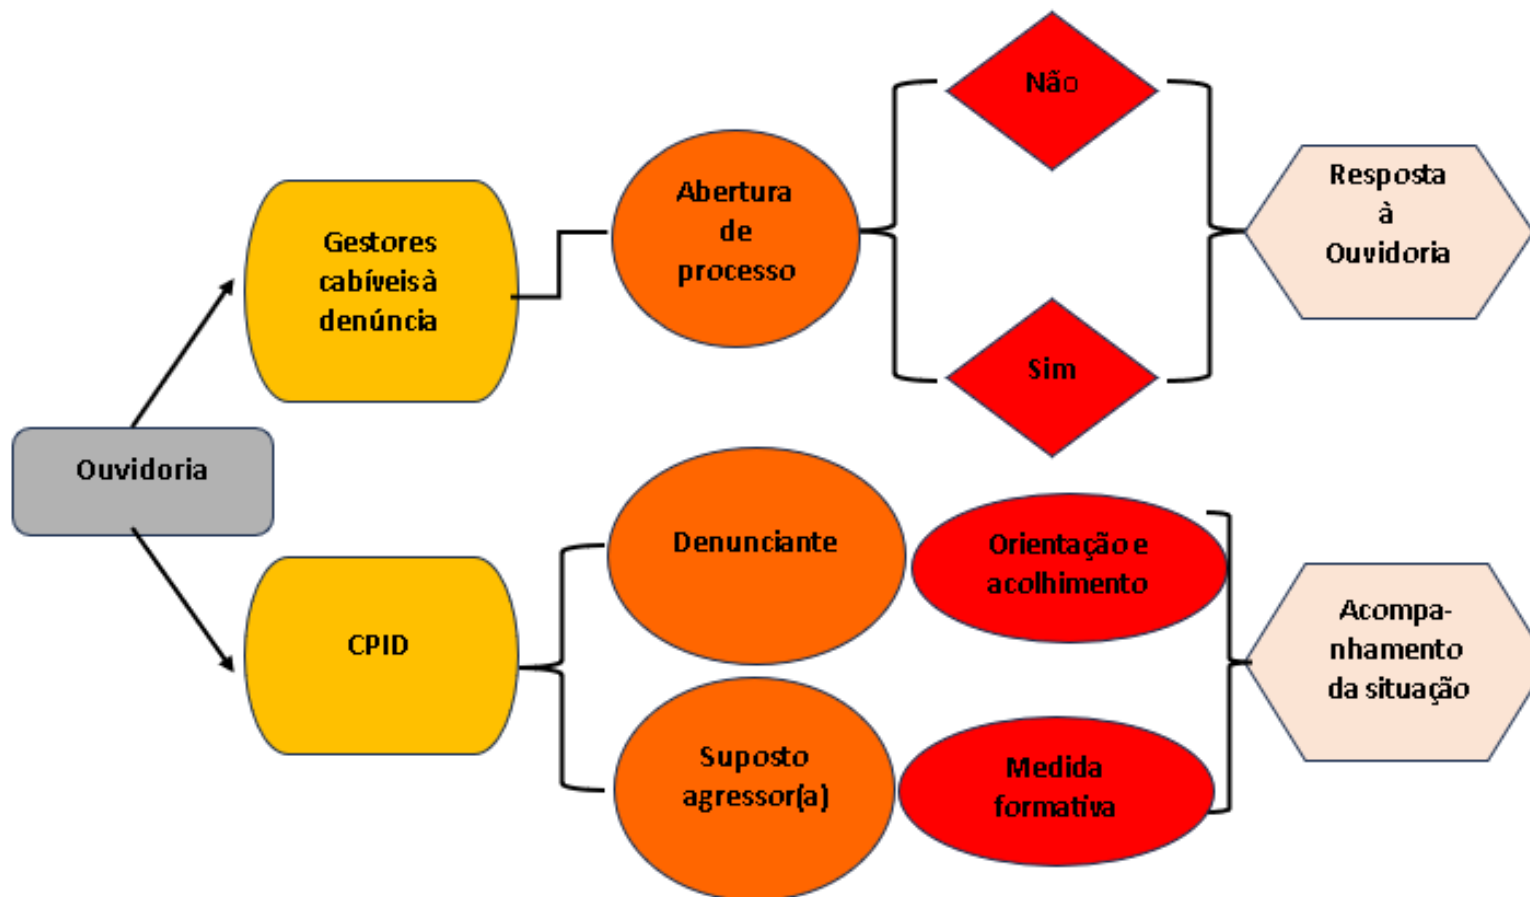 Ouvidoria
Gestores
cabíveis à
denúncia
Abertura
de
processo
Não
Sim
Resposta
à
Ouvidoria
CPID
Denunciante
Orientação e
acolhimento
Suposto
agressor(a)
Medida
formativa
Acompa-
nhamento
da situação